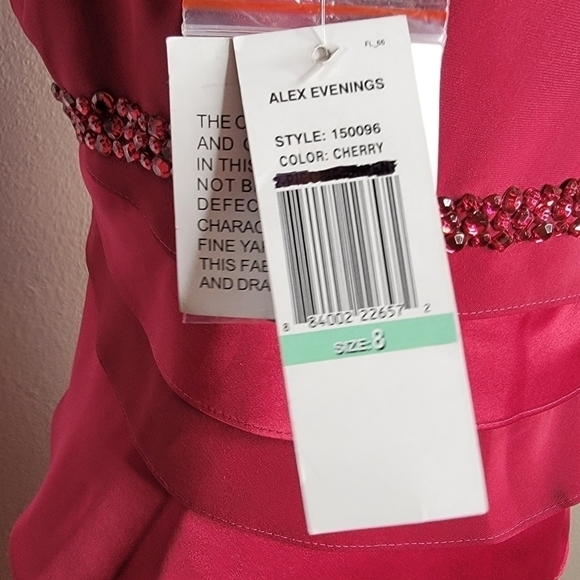 FL_66
ALEX EVENINGS
STYLE: 150096
COLOR: CHERRY
8 84002 22657 2
SIZE: 8
THE C
AND
IN THIS
NOT B
DEFEC
CHARAC
FINE YA
THIS FAB
AND DRA